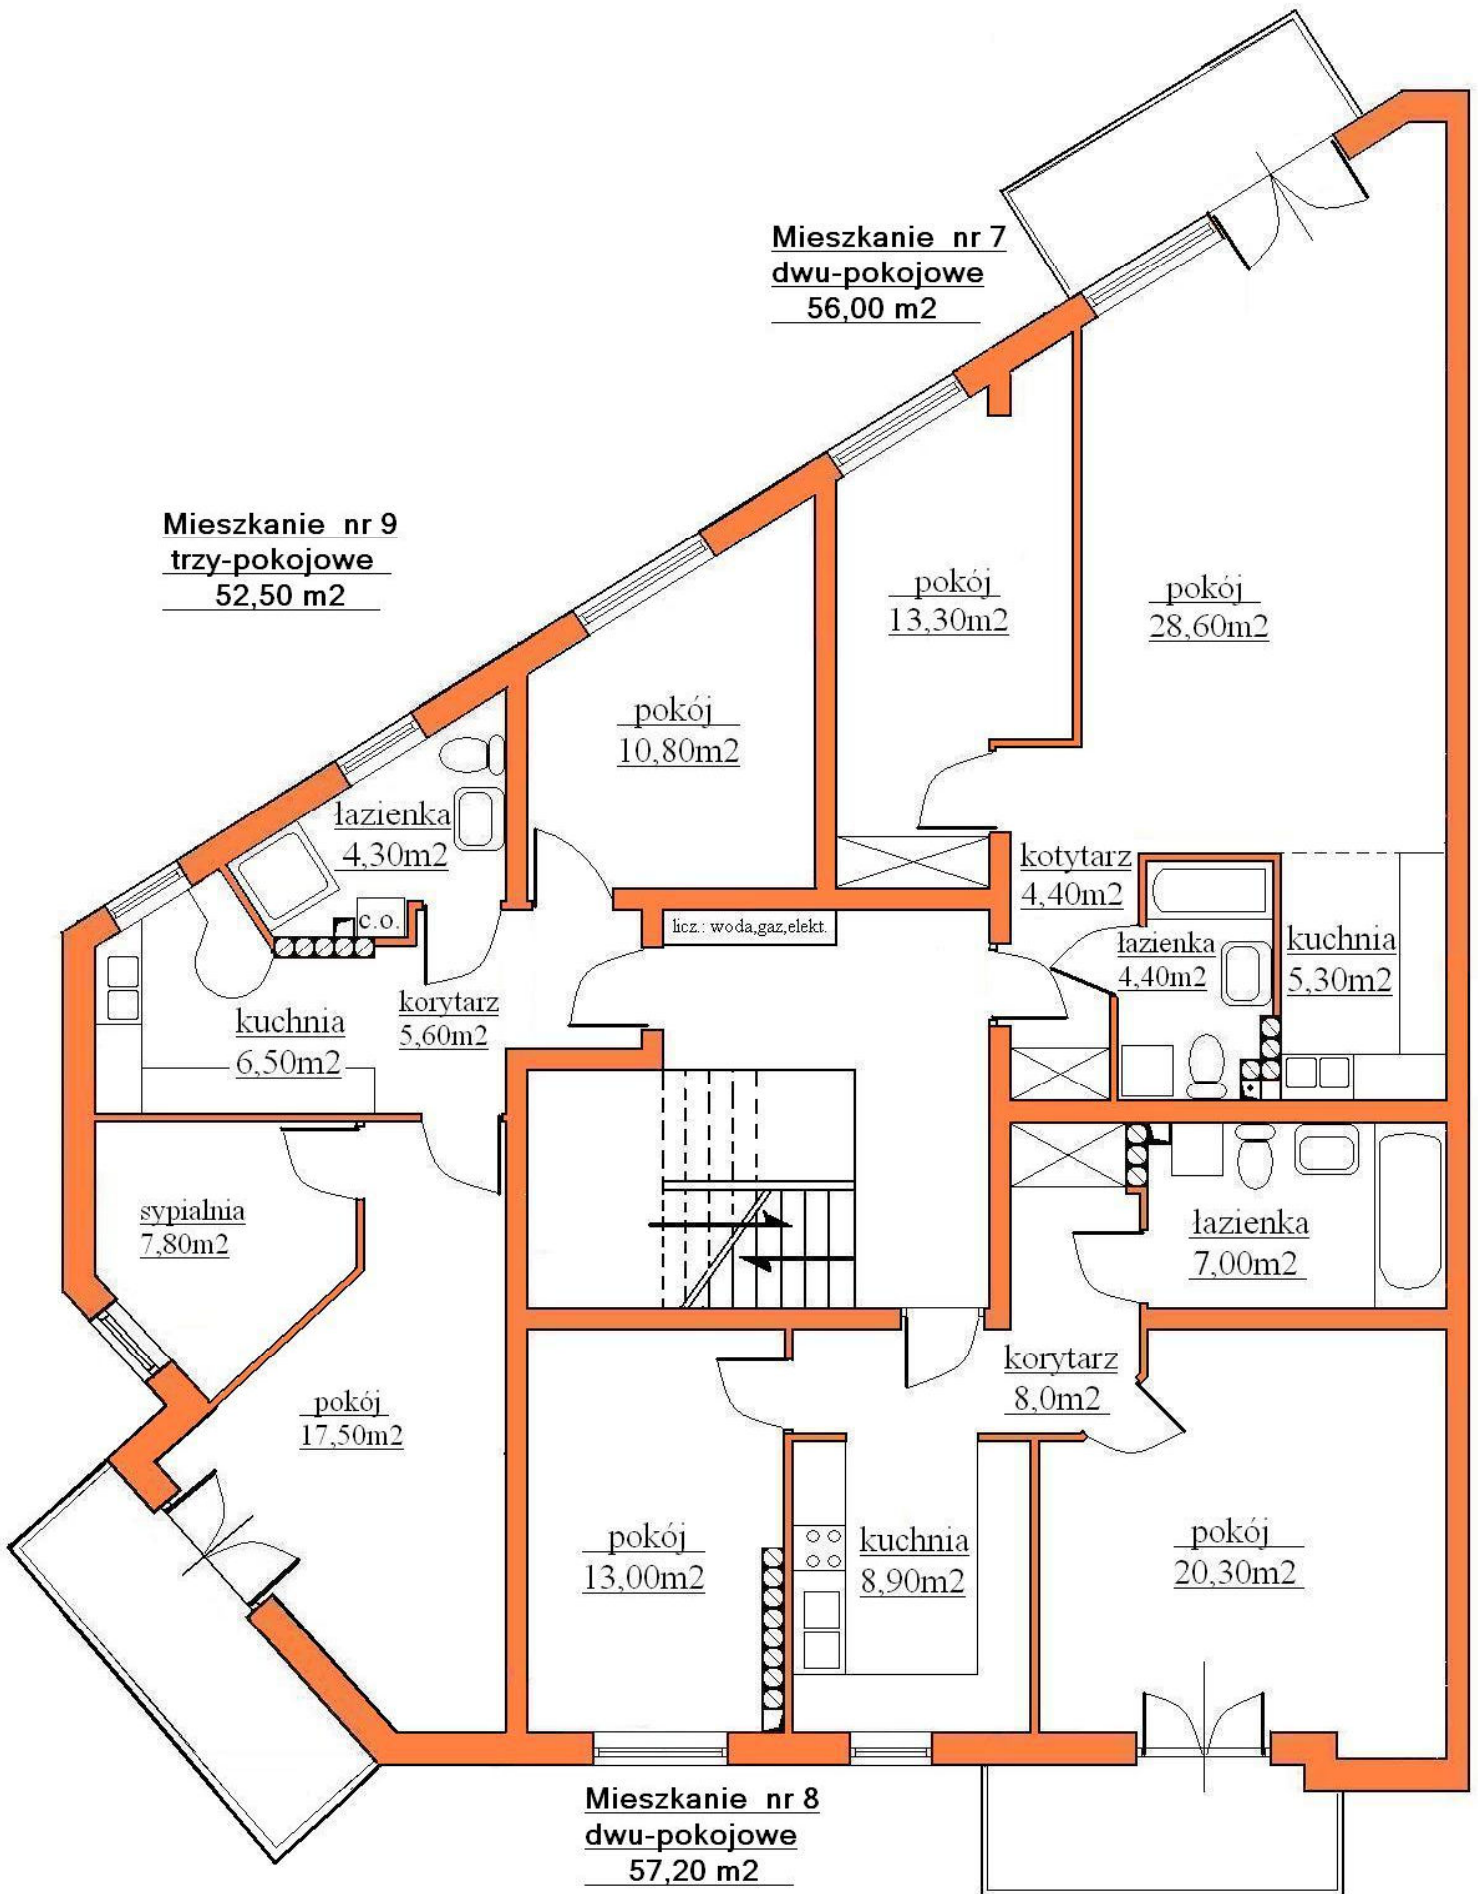 Mieszkanie nr 7
dwu-pokojowe
56,00 m2
Mieszkanie nr 9
trzy-pokojowe
52,50 m2
pokój
13,30m2
pokój
28,60m2
pokój
10,80m2
łazienka
4,30m2
c.o.
kotytarz
4,40m2
licz.: woda,gaz,elekt.
łazienka
4,40m2
kuchnia
5,30m2
kuchnia
6,50m2
korytarz
5,60m2
sypialnia
7,80m2
łazienka
7,00m2
pokój
17,50m2
korytarz
8,0m2
pokój
13,00m2
kuchnia
8,90m2
pokój
20,30m2
Mieszkanie nr 8
dwu-pokojowe
57,20 m2